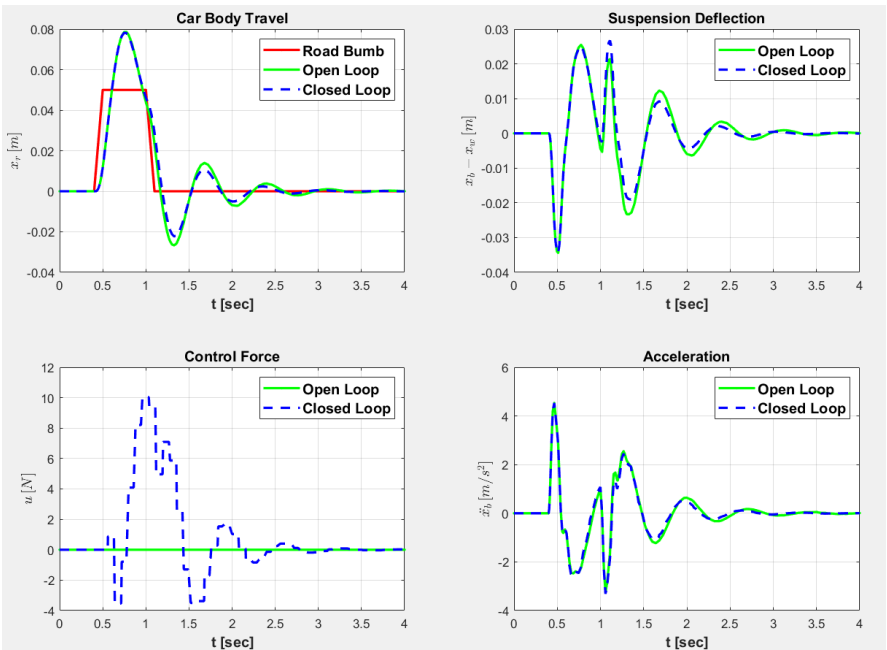 Car Body Travel
0.08
0.06
0.04
0.02
0
-0.02
-0.04
x_r [m]
Road Bumb
Open Loop
Closed Loop
0 0.5 1 1.5 2 2.5 3 3.5 4
t [sec]
Suspension Deflection
0.03
0.02
0.01
0
-0.01
-0.02
-0.03
-0.04
x_b − x_w [m]
Open Loop
Closed Loop
0 0.5 1 1.5 2 2.5 3 3.5 4
t [sec]
Control Force
12
10
8
6
4
2
0
-2
-4
u [N]
Open Loop
Closed Loop
0 0.5 1 1.5 2 2.5 3 3.5 4
t [sec]
Acceleration
6
4
2
0
-2
-4
ẍ_b [m/s²]
Open Loop
Closed Loop
0 0.5 1 1.5 2 2.5 3 3.5 4
t [sec]